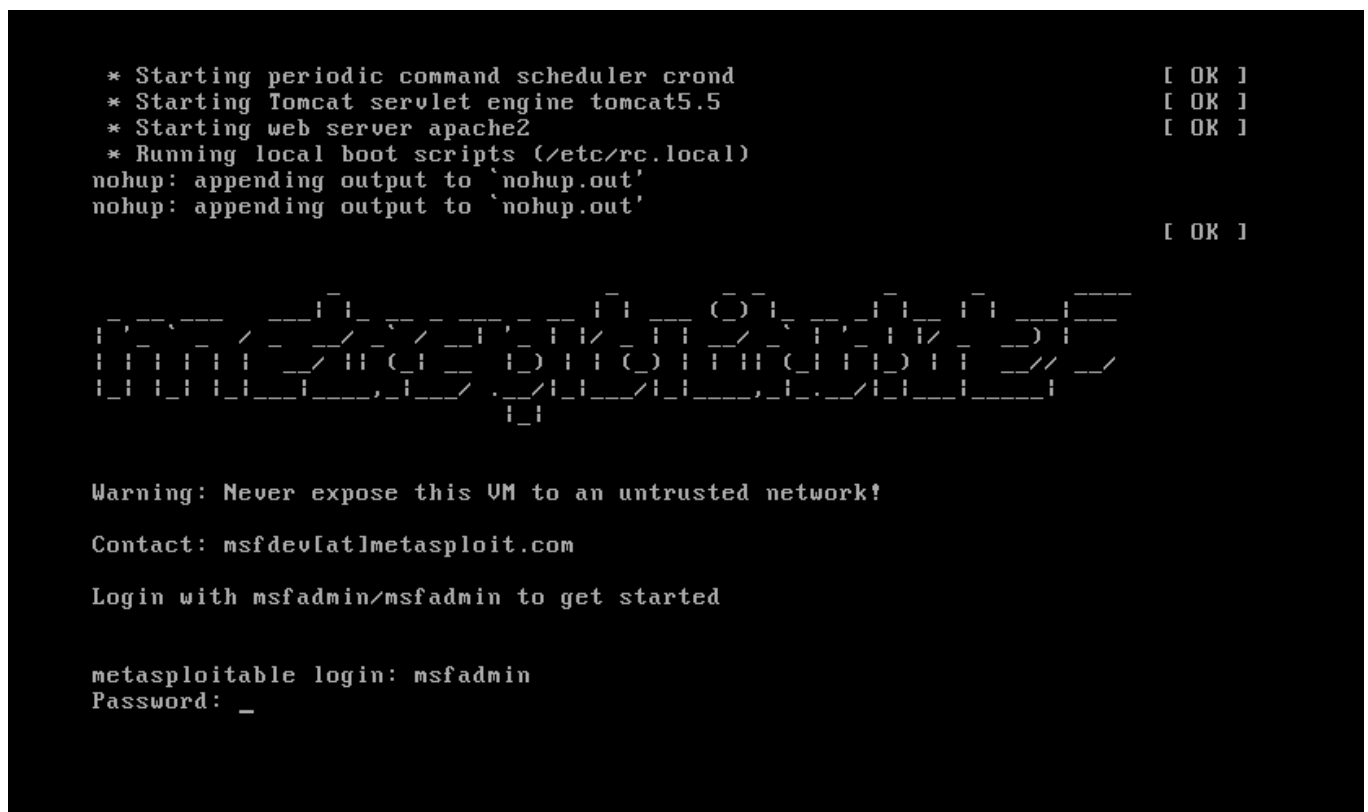 * Starting periodic command scheduler crond [ OK ]
* Starting Tomcat servlet engine tomcat5.5 [ OK ]
* Starting web server apache2 [ OK ]
* Running local boot scripts (/etc/rc.local)
nohup: appending output to `nohup.out'
nohup: appending output to `nohup.out'
[ OK ]
metasploitable2
Warning: Never expose this VM to an untrusted network!
Contact: msfdev[at]metasploit.com
Login with msfadmin/msfadmin to get started
metasploitable login: msfadmin
Password: _